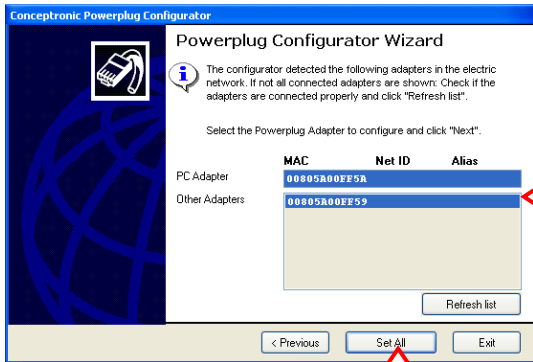 Conceptronic Powerplug Configurator
Powerplug Configurator Wizard
The configurator detected the following adapters in the electric
network. If not all connected adapters are shown: Check if the
adapters are connected properly and click "Refresh list".
Select the Powerplug Adapter to configure and click "Next".
MAC Net ID Alias
PC Adapter 00805A00FF5A
Other Adapters 00805A00FF59
Refresh list
< Previous Set All Exit